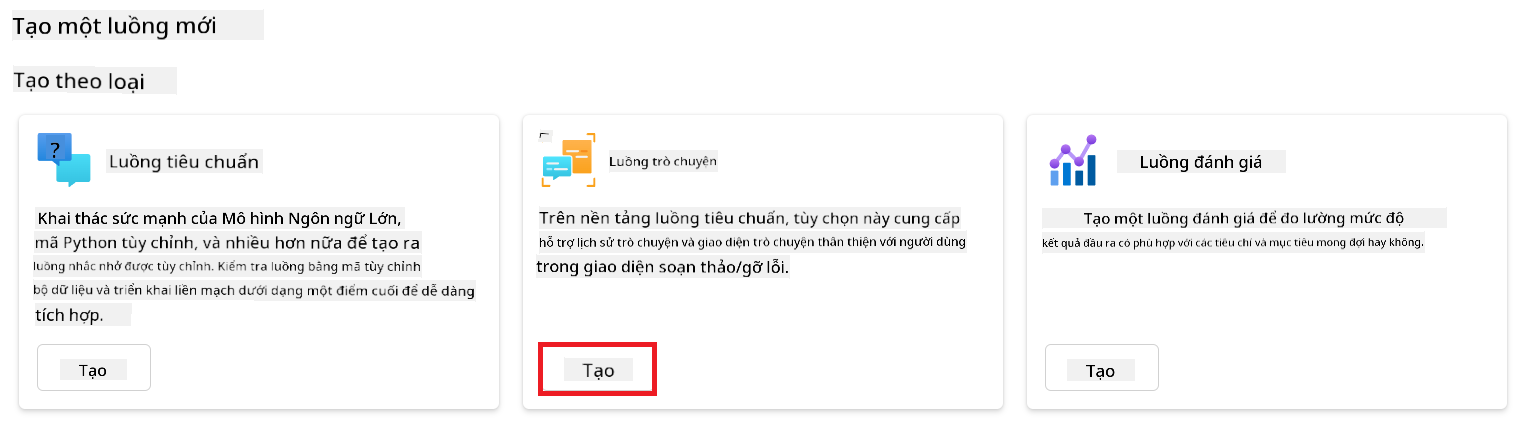 Tạo một luồng mới
Tạo theo loại
?
Luồng tiêu chuẩn
Khai thác sức mạnh của Mô hình Ngôn ngữ Lớn,
mã Python tùy chỉnh, và nhiều hơn nữa để tạo ra
luồng nhắc nhở được tùy chỉnh. Kiểm tra luồng bằng mã tùy chỉnh
bộ dữ liệu và triển khai liền mạch dưới dạng một điểm cuối để dễ dàng
tích hợp.
Tạo
Luồng trò chuyện
Trên nền tảng luồng tiêu chuẩn, tùy chọn này cung cấp
hỗ trợ lịch sử trò chuyện và giao diện trò chuyện thân thiện với người dùng
trong giao diện soạn thảo/gỡ lỗi.
Tạo
Luồng đánh giá
Tạo một luồng đánh giá để đo lường mức độ
kết quả đầu ra có phù hợp với các tiêu chí và mục tiêu mong đợi hay không.
Tạo